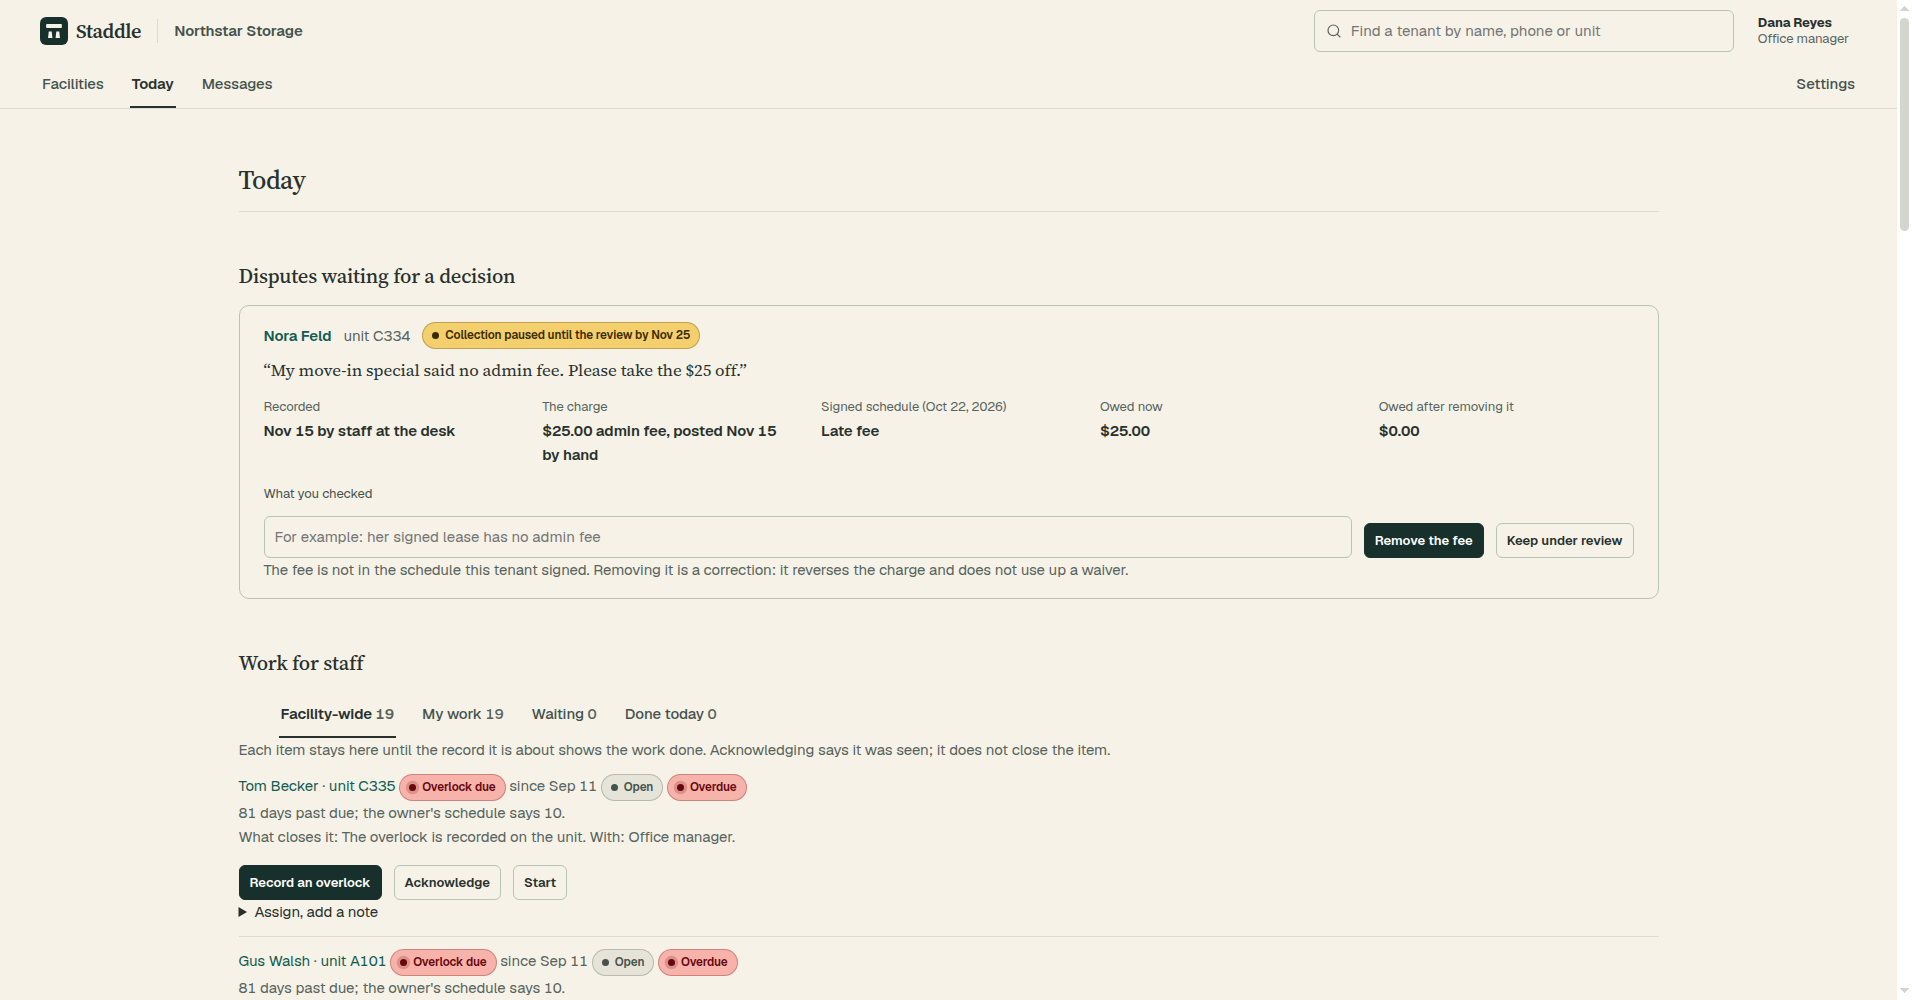 Staddle
Northstar Storage
Find a tenant by name, phone or unit
Dana Reyes
Office manager
Facilities
Today
Messages
Settings
Today
Disputes waiting for a decision
Nora Feld unit C334 Collection paused until the review by Nov 25
“My move-in special said no admin fee. Please take the $25 off.”
Recorded
Nov 15 by staff at the desk
The charge
$25.00 admin fee, posted Nov 15
by hand
Signed schedule (Oct 22, 2026)
Late fee
Owed now
$25.00
Owed after removing it
$0.00
What you checked
For example: her signed lease has no admin fee
Remove the fee
Keep under review
The fee is not in the schedule this tenant signed. Removing it is a correction: it reverses the charge and does not use up a waiver.
Work for staff
Facility-wide 19
My work 19
Waiting 0
Done today 0
Each item stays here until the record it is about shows the work done. Acknowledging says it was seen; it does not close the item.
Tom Becker · unit C335 Overlock due since Sep 11 Open Overdue
81 days past due; the owner's schedule says 10.
What closes it: The overlock is recorded on the unit. With: Office manager.
Record an overlock
Acknowledge
Start
Assign, add a note
Gus Walsh · unit A101 Overlock due since Sep 11 Open Overdue
81 days past due; the owner's schedule says 10.